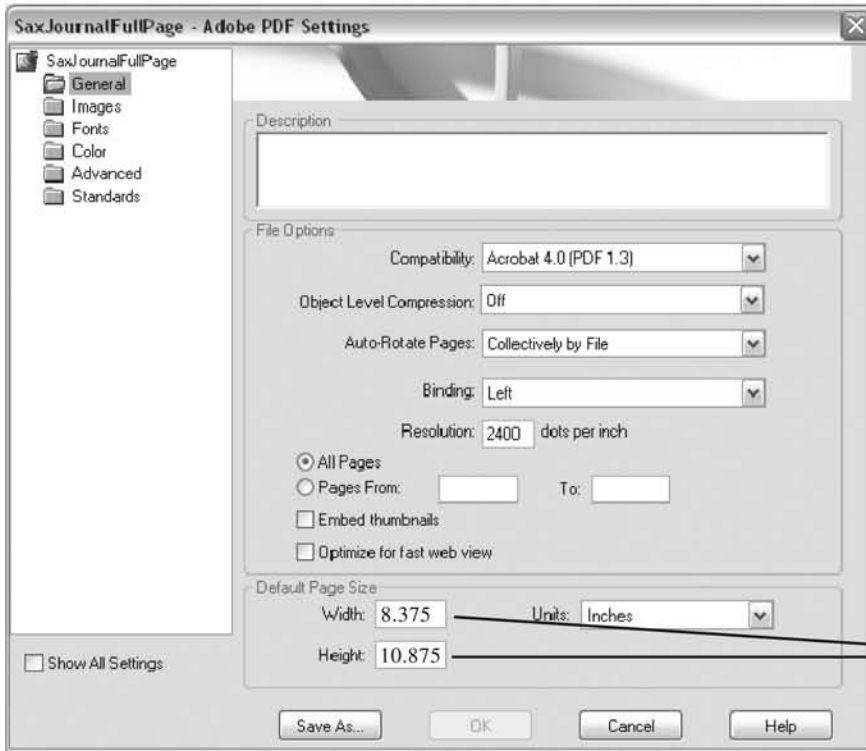 SaxJournalFullPage - Adobe PDF Settings
SaxJournalFullPage
General
Images
Fonts
Color
Advanced
Standards
Show All Settings
Description
File Options
Compatibility: Acrobat 4.0 (PDF 1.3)
Object Level Compression: Off
Auto-Rotate Pages: Collectively by File
Binding: Left
Resolution: 2400 dots per inch
All Pages
Pages From: To:
Embed thumbnails
Optimize for fast web view
Default Page Size
Width: 8.375 Units: Inches
Height: 10.875
Save As... OK Cancel Help